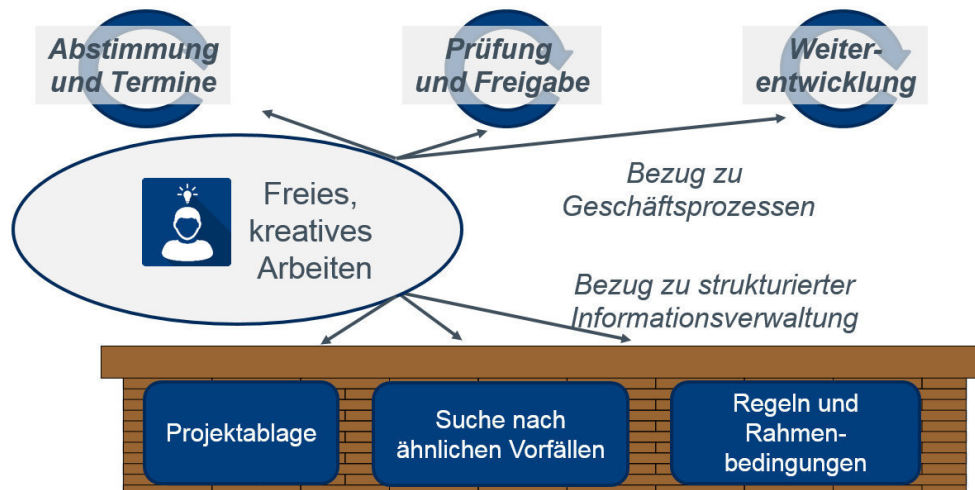 Abstimmung
und Termine
Prüfung
und Freigabe
Weiter-
entwicklung
Freies,
kreatives
Arbeiten
Bezug zu
Geschäftsprozessen
Bezug zu strukturierter
Informationsverwaltung
Projektablage
Suche nach
ähnlichen Vorfällen
Regeln und
Rahmen-
bedingungen